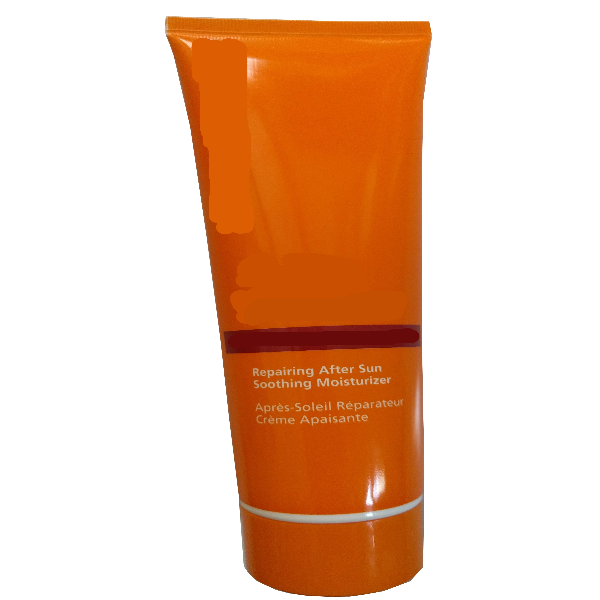 Repairing After Sun
Soothing Moisturizer
Après-Soleil Réparateur
Crème Apaisante